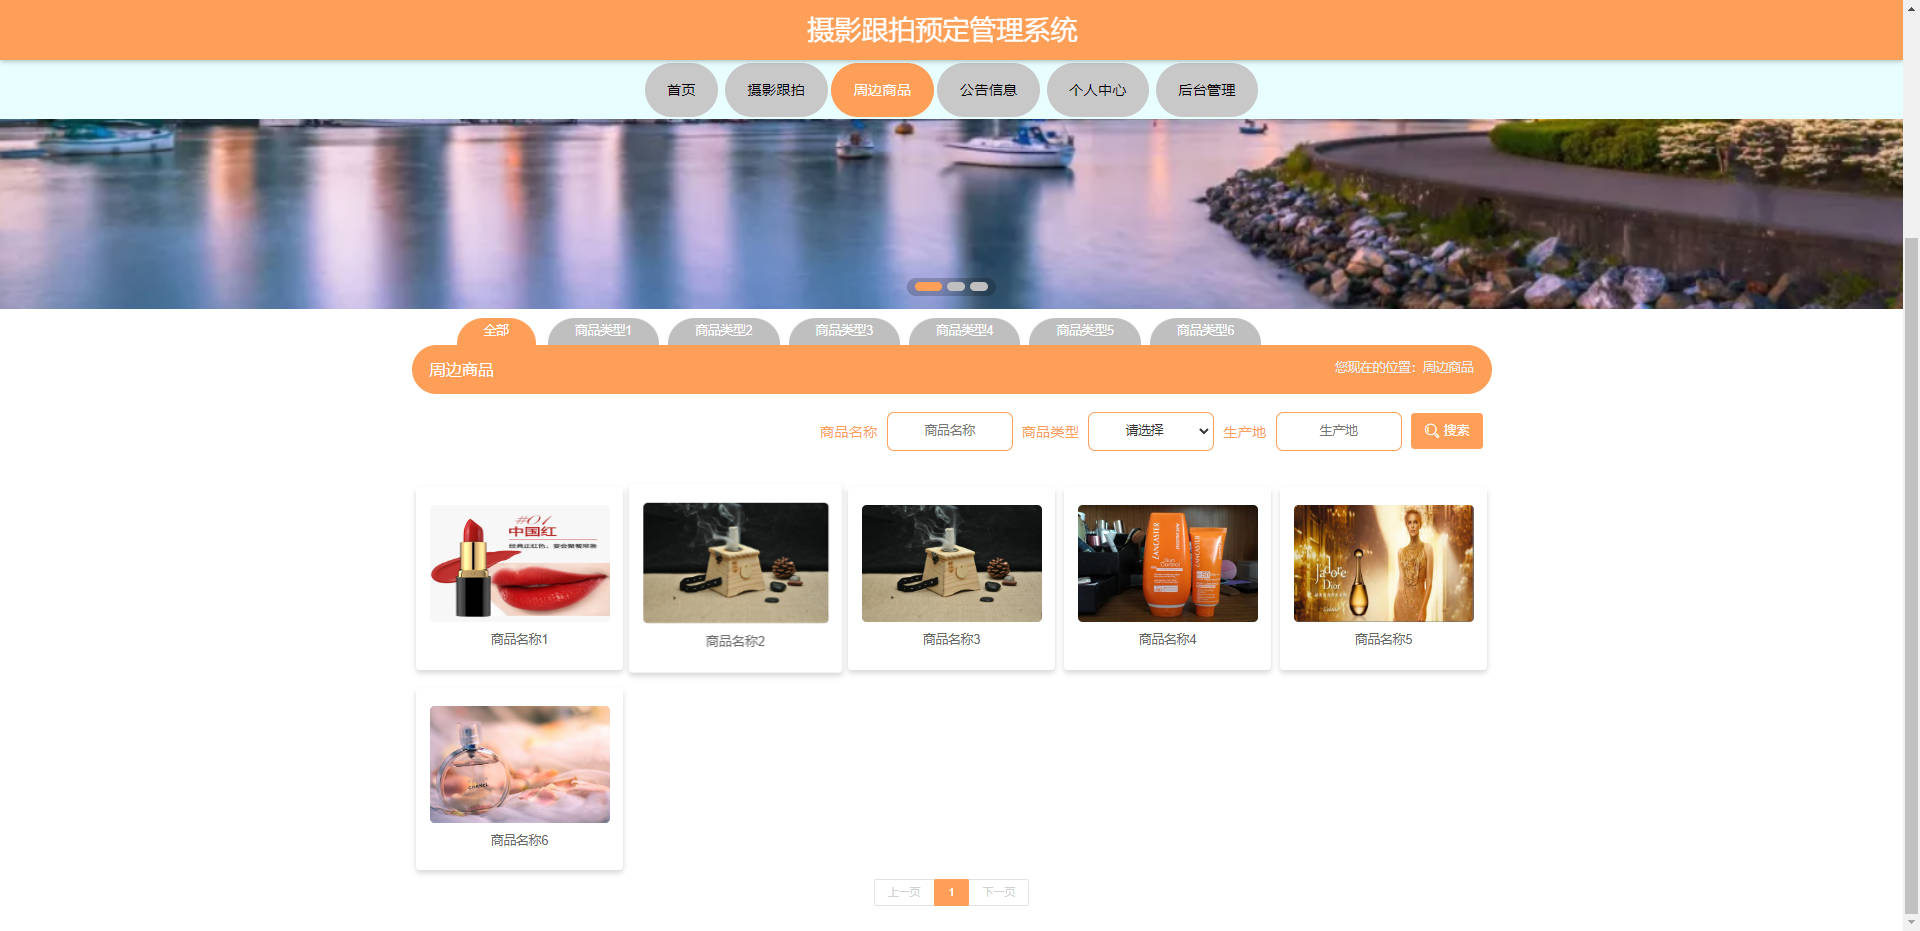 摄影跟拍预定管理系统
首页 摄影跟拍 周边商品 公告信息 个人中心 后台管理
全部 商品类型1 商品类型2 商品类型3 商品类型4 商品类型5 商品类型6
周边商品 您现在的位置：周边商品
商品名称 商品名称 商品类型 请选择 生产地 生产地 搜索
#01
中国红
LANCASTER
LANCASTER
J'adore
Dior
商品名称1 商品名称2 商品名称3 商品名称4 商品名称5
CHANEL
商品名称6
上一页 1 下一页